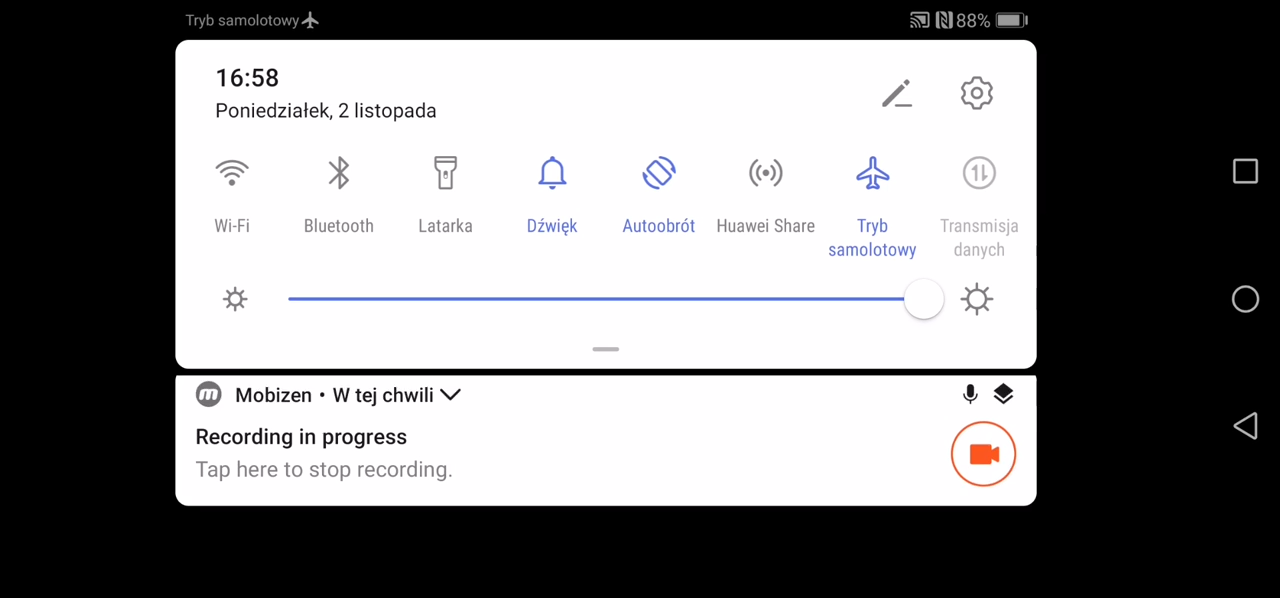 Tryb samolotowy
88%
16:58
Poniedziałek, 2 listopada
Wi-Fi
Bluetooth
Latarka
Dźwięk
Autoobrót
Huawei Share
Tryb samolotowy
Transmisja danych
Mobizen • W tej chwili
Recording in progress
Tap here to stop recording.